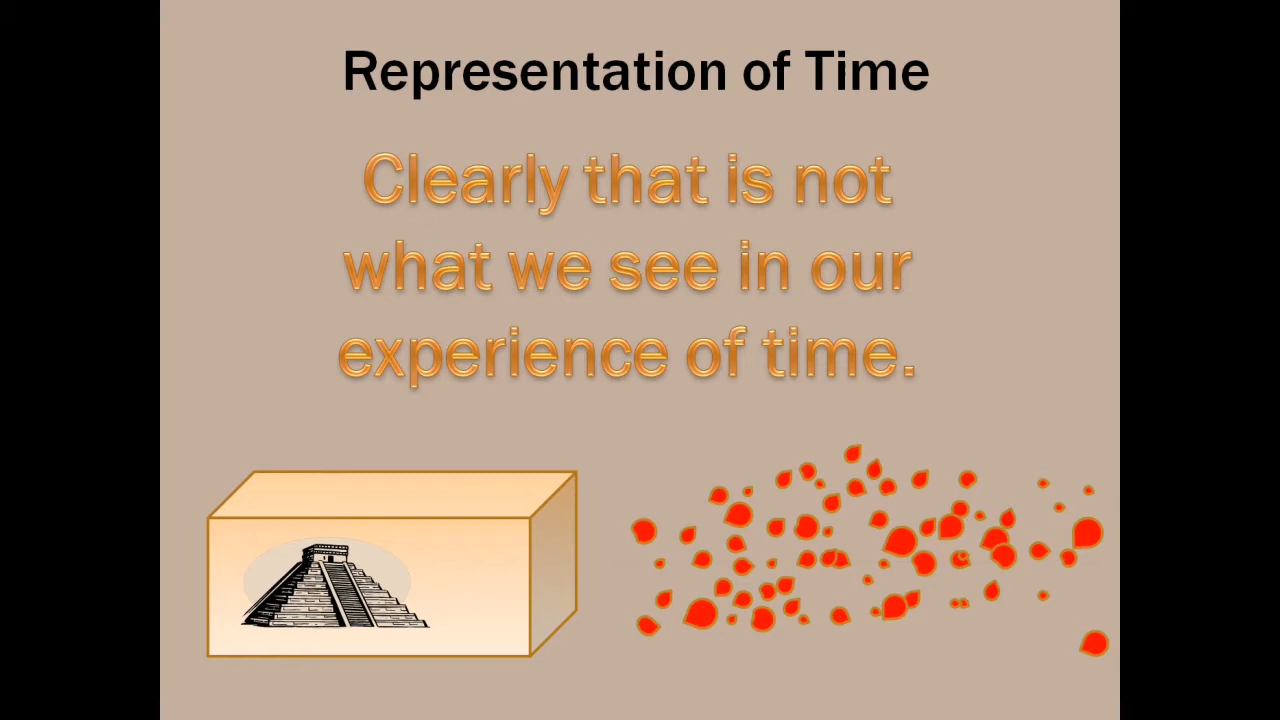 Representation of Time
Clearly that is not
what we see in our
experience of time.